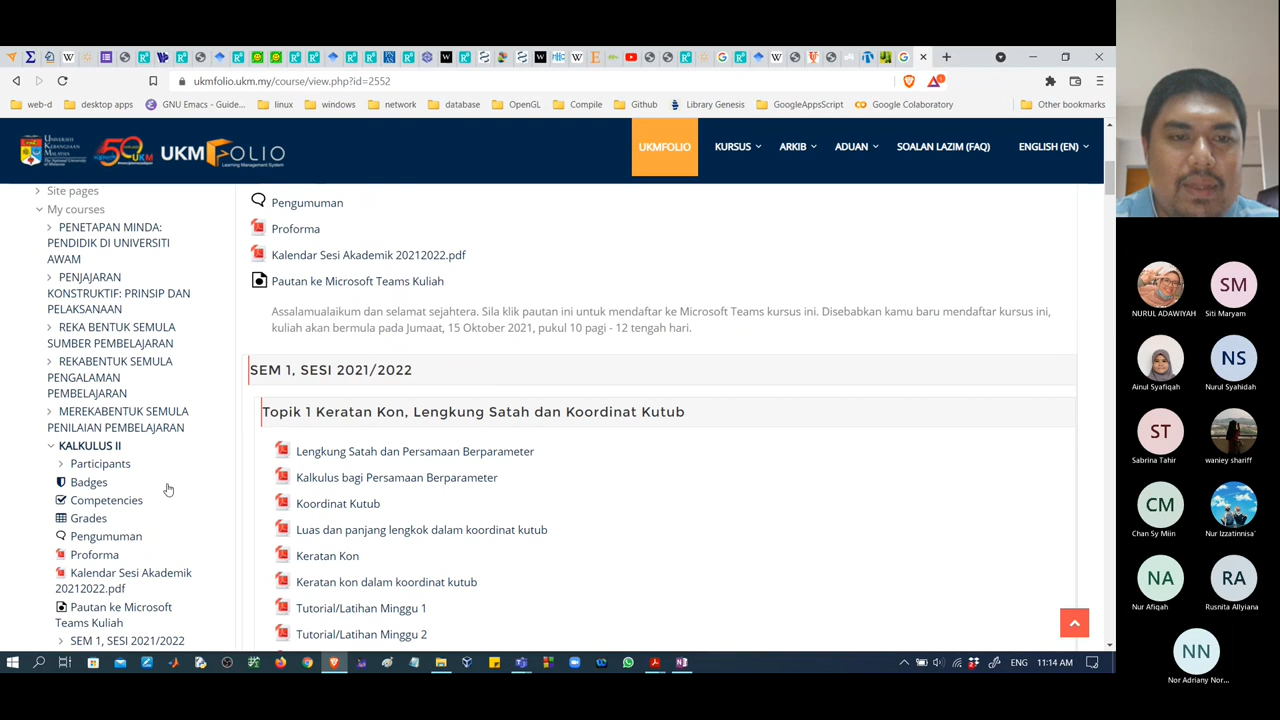 ukmfolio.ukm.my/course/view.php?id=2552
web-d
desktop apps
GNU Emacs - Guide...
linux
windows
network
database
OpenGL
Compile
Github
Library Genesis
GoogleAppsScript
Google Colaboratory
Other bookmarks
UKMFOLIO
Learning Management System
UKMFOLIO
KURSUS
ARKIB
ADUAN
SOALAN LAZIM (FAQ)
ENGLISH (EN)
Site pages
My courses
PENETAPAN MINDA:
PENDIDIK DI UNIVERSITI
AWAM
PENJAJARAN
KONSTRUKTIF: PRINSIP DAN
PELAKSANAAN
REKA BENTUK SEMULA
SUMBER PEMBELAJARAN
REKABENTUK SEMULA
PENGALAMAN
PEMBELAJARAN
MEREKABENTUK SEMULA
PENILAIAN PEMBELAJARAN
KALKULUS II
Participants
Badges
Competencies
Grades
Pengumuman
Proforma
Kalendar Sesi Akademik
20212022.pdf
Pautan ke Microsoft
Teams Kuliah
SEM 1, SESI 2021/2022
Pengumuman
Proforma
Kalendar Sesi Akademik 20212022.pdf
Pautan ke Microsoft Teams Kuliah
Assalamualaikum dan selamat sejahtera. Sila klik pautan ini untuk mendaftar ke Microsoft Teams kursus ini. Disebabkan kamu baru mendaftar kursus ini,
kuliah akan bermula pada Jumaat, 15 Oktober 2021, pukul 10 pagi - 12 tengah hari.
SEM 1, SESI 2021/2022
Topik 1 Keratan Kon, Lengkung Satah dan Koordinat Kutub
Lengkung Satah dan Persamaan Berparameter
Kalkulus bagi Persamaan Berparameter
Koordinat Kutub
Luas dan panjang lengkok dalam koordinat kutub
Keratan Kon
Keratan kon dalam koordinat kutub
Tutorial/Latihan Minggu 1
Tutorial/Latihan Minggu 2
ENG
11:14 AM
NURUL ADAWIYAH
SM
Siti Maryam
Ainul Syafiqah
NS
Nurul Syahidah
ST
Sabrina Tahir
waniey shariff
CM
Chan Sy Miin
Nur Izzatinnisa'
NA
Nur Afiqah
RA
Rusnita Allyiana
NN
Nor Adriany Nor...